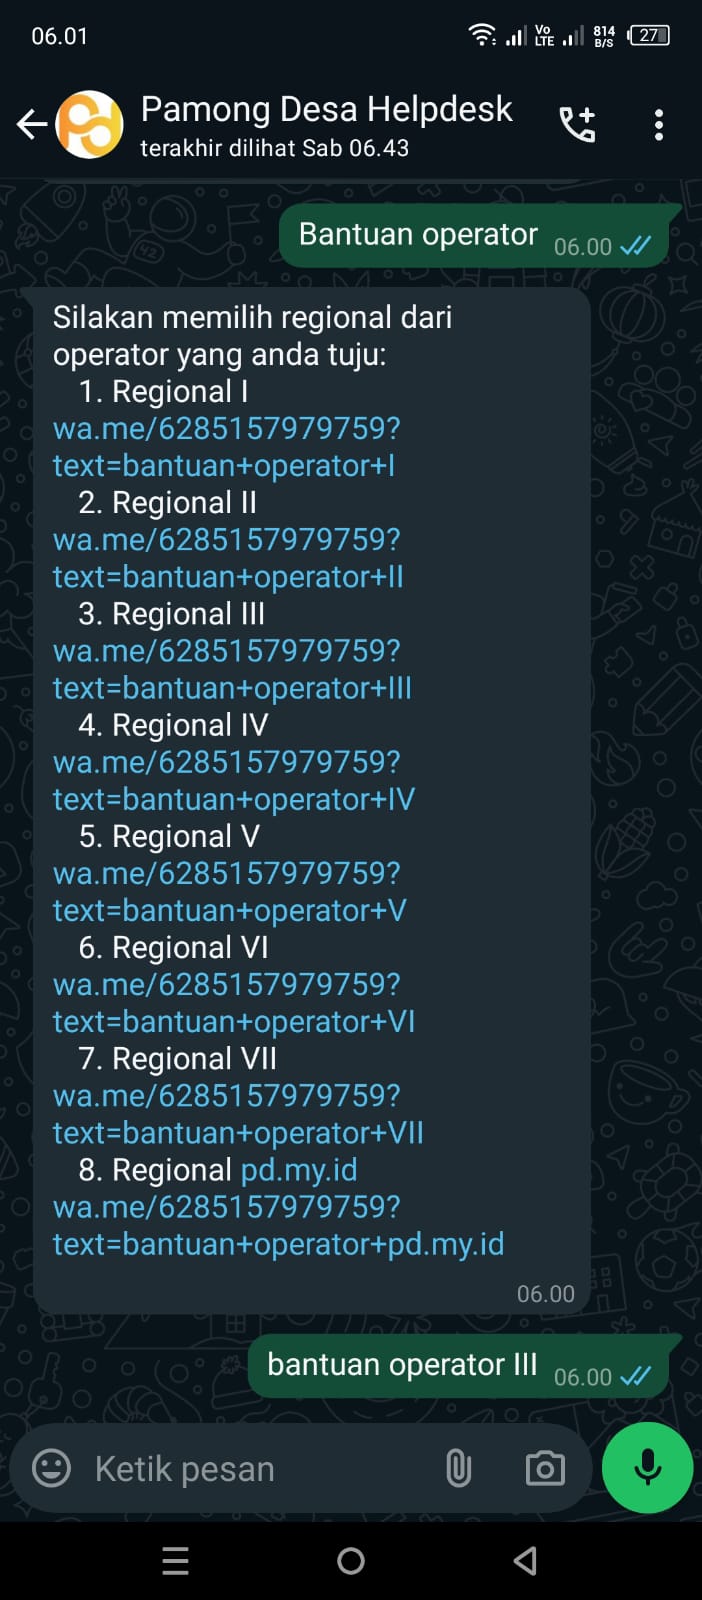 06.01
Vo
LTE
814
B/S
27
Pamong Desa Helpdesk
terakhir dilihat Sab 06.43
42
Bantuan operator 06.00
Silakan memilih regional dari
operator yang anda tuju:
1. Regional I
wa.me/6285157979759?
text=bantuan+operator+I
2. Regional II
wa.me/6285157979759?
text=bantuan+operator+II
3. Regional III
wa.me/6285157979759?
text=bantuan+operator+III
4. Regional IV
wa.me/6285157979759?
text=bantuan+operator+IV
5. Regional V
wa.me/6285157979759?
text=bantuan+operator+V
6. Regional VI
wa.me/6285157979759?
text=bantuan+operator+VI
7. Regional VII
wa.me/6285157979759?
text=bantuan+operator+VII
8. Regional pd.my.id
wa.me/6285157979759?
text=bantuan+operator+pd.my.id
06.00
bantuan operator III 06.00
Ketik pesan